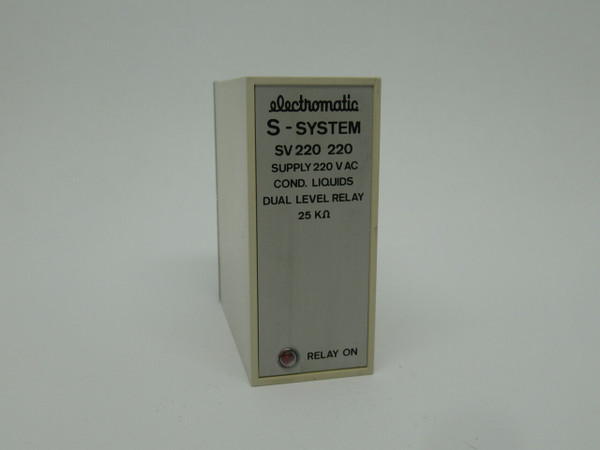 electromatic
S - SYSTEM
SV 220 220
SUPPLY 220 V AC
COND. LIQUIDS
DUAL LEVEL RELAY
25 KΩ
RELAY ON